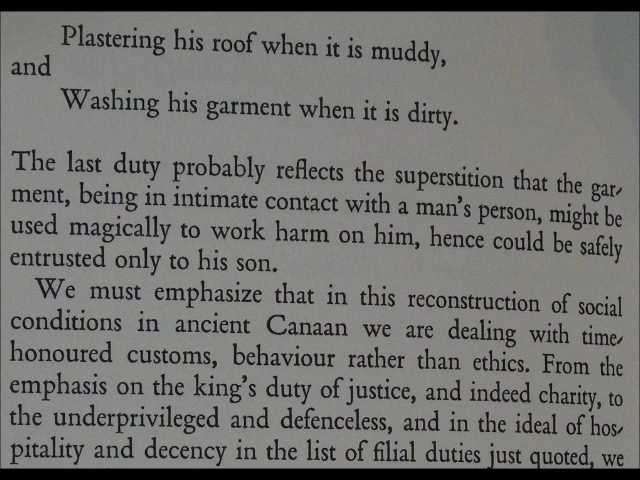 Plastering his roof when it is muddy,
and
Washing his garment when it is dirty.
The last duty probably reflects the superstition that the gar-
ment, being in intimate contact with a man's person, might be
used magically to work harm on him, hence could be safely
entrusted only to his son.
We must emphasize that in this reconstruction of social
conditions in ancient Canaan we are dealing with time-
honoured customs, behaviour rather than ethics. From the
emphasis on the king's duty of justice, and indeed charity, to
the underprivileged and defenceless, and in the ideal of hos-
pitality and decency in the list of filial duties just quoted, we